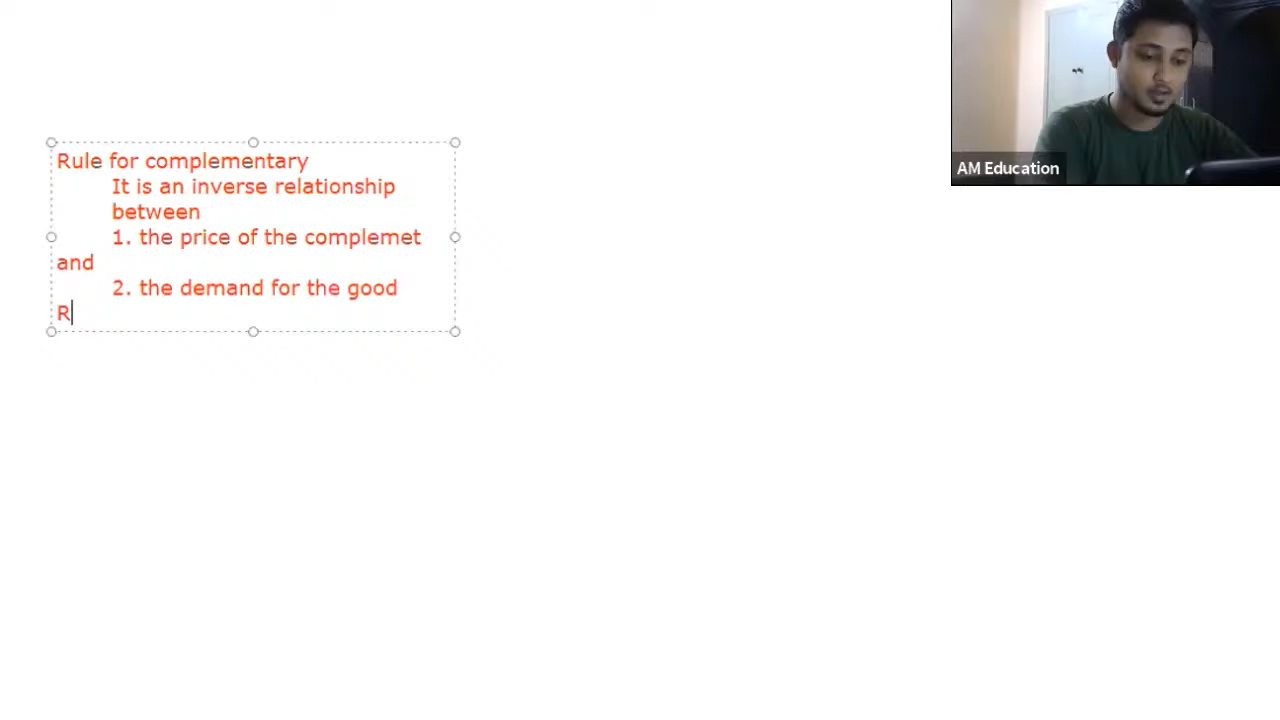 Rule for complementary
It is an inverse relationship
between
1. the price of the complemet
and
2. the demand for the good
R
AM Education